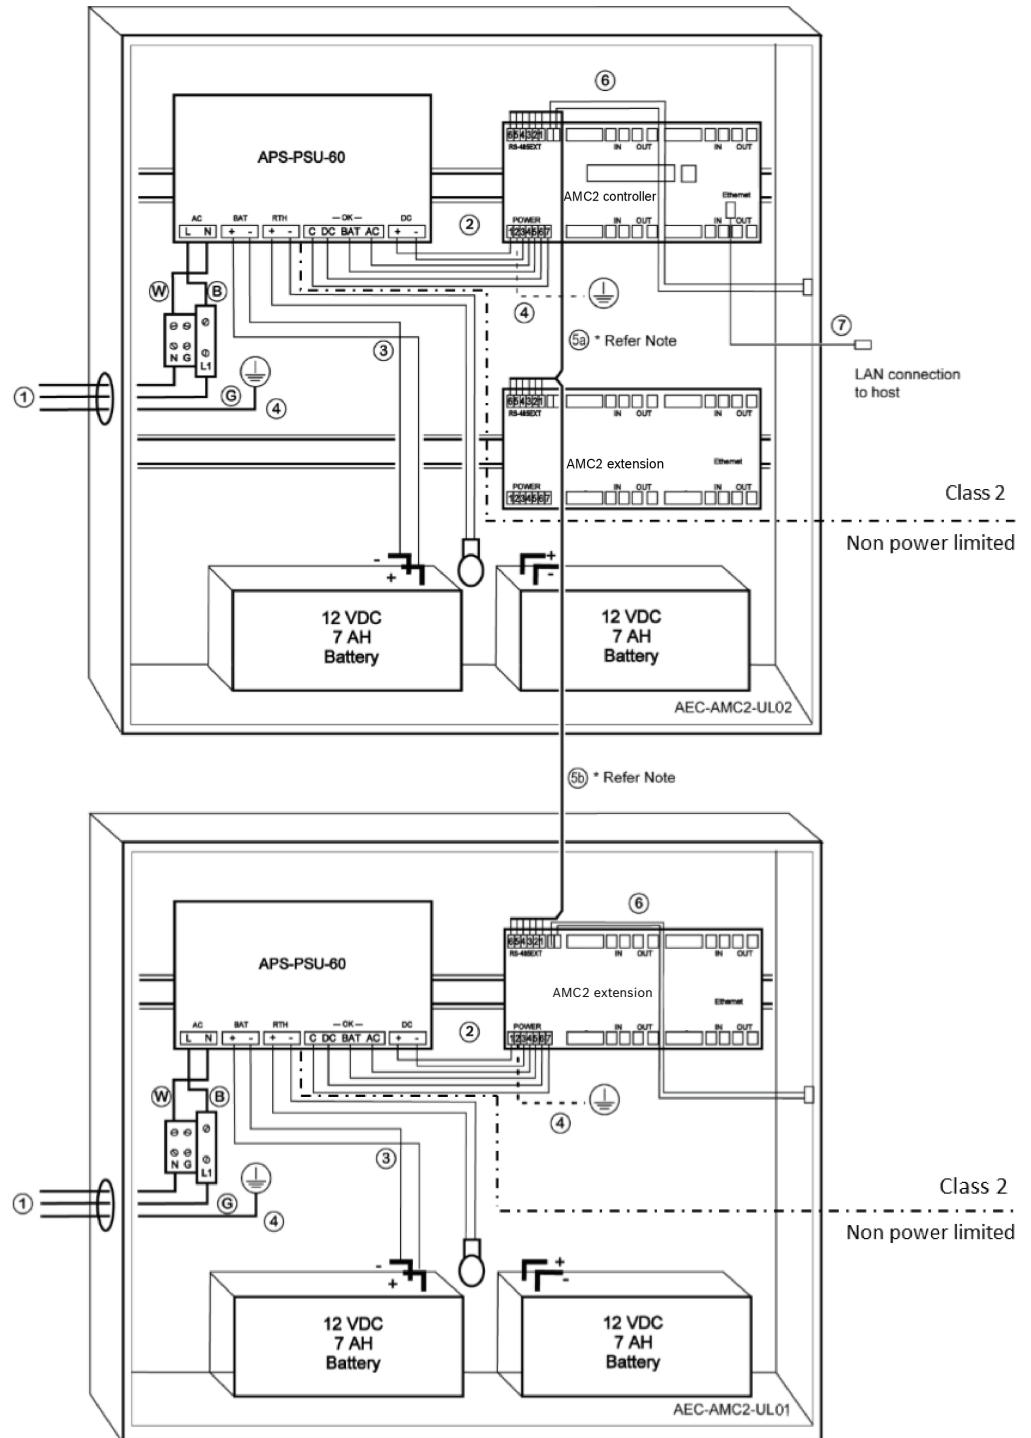 6
654321
RS-485EXT
IN OUT
IN OUT
APS-PSU-60
AMC2 controller
Ethernet
AC BAT RTH — OK — DC
2
POWER
IN OUT
IN OUT
L N + - + - C DC BAT AC + -
1234567
W B
4
7
5a * Refer Note
3
N G L1
LAN connection
to host
1
G
4
654321
RS-485EXT
IN OUT
IN OUT
AMC2 extension
Ethernet
POWER
IN OUT
IN OUT
1234567
Class 2
Non power limited
-
+
+
-
12 VDC
7 AH
Battery
12 VDC
7 AH
Battery
AEC-AMC2-UL02
5b * Refer Note
6
654321
RS-485EXT
IN OUT
IN OUT
APS-PSU-60
AMC2 extension
Ethernet
AC BAT RTH — OK — DC
2
POWER
IN OUT
IN OUT
L N + - + - C DC BAT AC + -
1234567
W B
4
3
N G L1
1
G
4
Class 2
Non power limited
-
+
+
-
12 VDC
7 AH
Battery
12 VDC
7 AH
Battery
AEC-AMC2-UL01